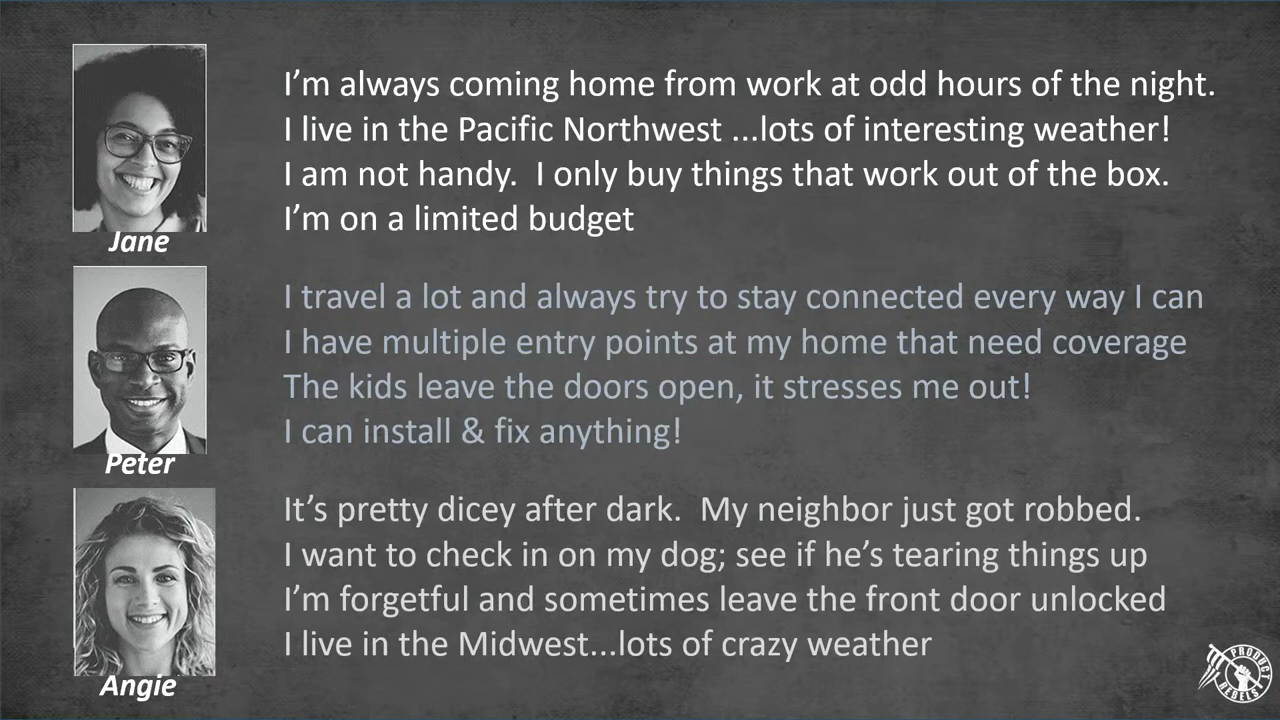 I’m always coming home from work at odd hours of the night.
I live in the Pacific Northwest ...lots of interesting weather!
I am not handy.  I only buy things that work out of the box.
I’m on a limited budget
Jane
I travel a lot and always try to stay connected every way I can
I have multiple entry points at my home that need coverage
The kids leave the doors open, it stresses me out!
I can install & fix anything!
Peter
It’s pretty dicey after dark.  My neighbor just got robbed.
I want to check in on my dog; see if he’s tearing things up
I’m forgetful and sometimes leave the front door unlocked
I live in the Midwest...lots of crazy weather
Angie
PRODUCT
REBELS